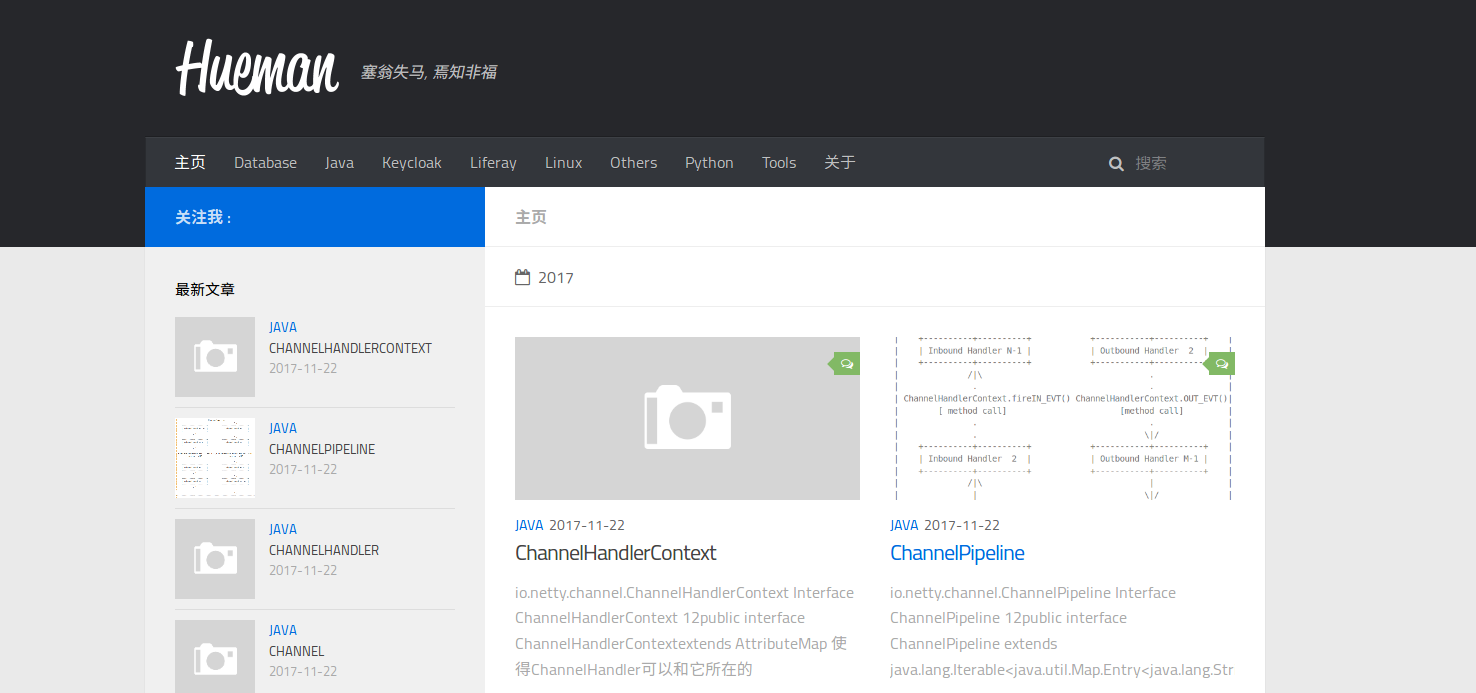 Hueman
塞翁失马, 焉知非福
主页 Database Java Keycloak Liferay Linux Others Python Tools 关于 搜索
关注我 :
最新文章
JAVA
CHANNELHANDLERCONTEXT
2017-11-22
JAVA
CHANNELPIPELINE
2017-11-22
JAVA
CHANNELHANDLER
2017-11-22
JAVA
CHANNEL
2017-11-22
主页
2017
JAVA 2017-11-22
ChannelHandlerContext
io.netty.channel.ChannelHandlerContext Interface
ChannelHandlerContext 12public interface
ChannelHandlerContextextends AttributeMap 使
得ChannelHandler可以和它所在的
| +----------+----------+ +-----------+----------+ |
| | Inbound Handler N-1 | | Outbound Handler 2 | |
| +----------+----------+ +-----------+----------+ |
| /|\ . |
| . . |
| ChannelHandlerContext.fireIN_EVT() ChannelHandlerContext.OUT_EVT()|
| [ method call] [method call] |
| . . |
| . \|/ |
| +----------+----------+ +-----------+----------+ |
| | Inbound Handler 2 | | Outbound Handler M-1 | |
| +----------+----------+ +-----------+----------+ |
| /|\ | |
| | \|/ |
JAVA 2017-11-22
ChannelPipeline
io.netty.channel.ChannelPipeline Interface
ChannelPipeline 12public interface
ChannelPipeline extends
java.lang.Iterable<java.util.Map.Entry<java.lang.Str